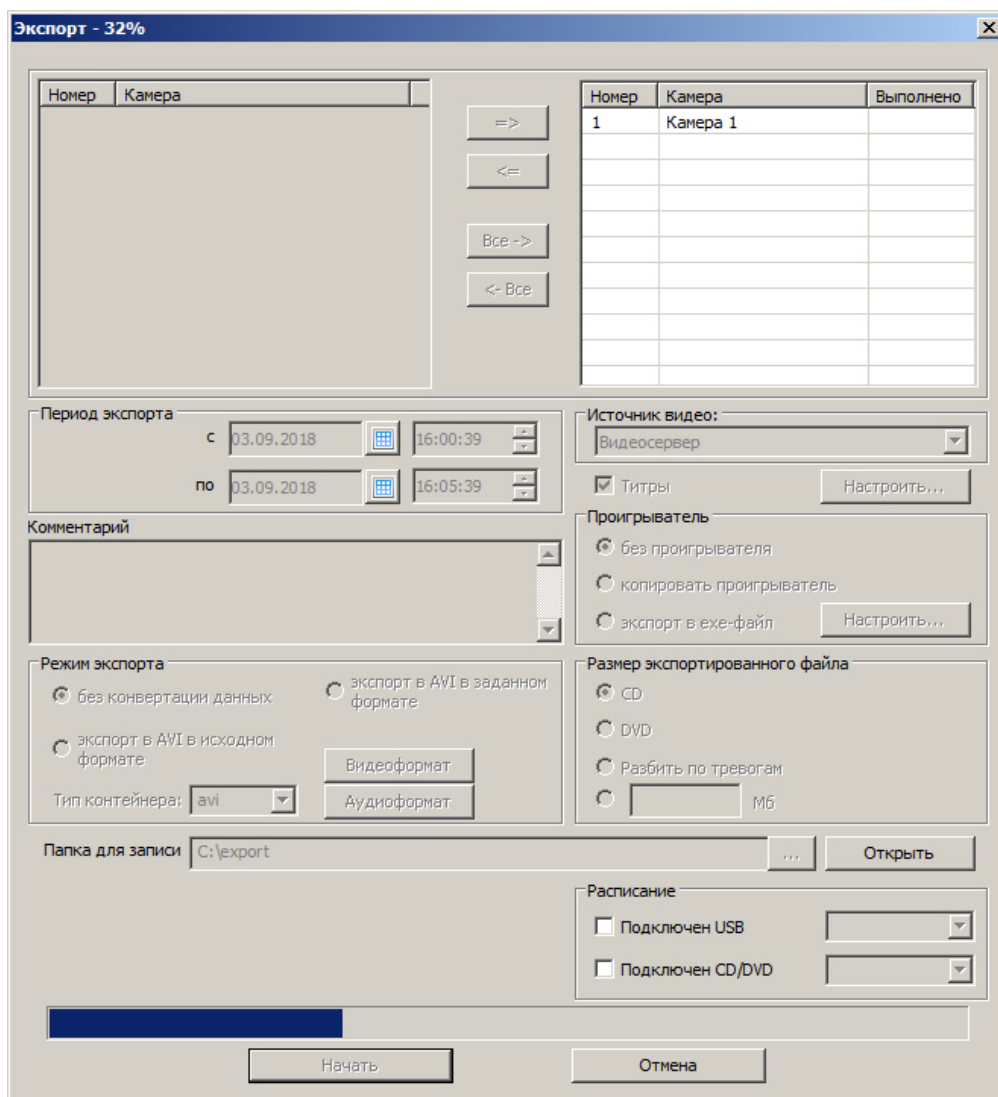 Экспорт - 32%
Номер Камера
=>
<=
Все ->
<- Все
Номер Камера Выполнено
1 Камера 1
Период экспорта
с 03.09.2018 16:00:39
по 03.09.2018 16:05:39
Источник видео:
Видеосервер
Титры Настроить...
Комментарий
Проигрыватель
без проигрывателя
копировать проигрыватель
экспорт в exe-файл Настроить...
Режим экспорта
без конвертации данных
экспорт в AVI в заданном
формате
экспорт в AVI в исходном
формате
Видеоформат
Тип контейнера: avi Аудиоформат
Размер экспортированного файла
CD
DVD
Разбить по тревогам
Мб
Папка для записи C:\export ... Открыть
Расписание
Подключен USB
Подключен CD/DVD
Начать Отмена